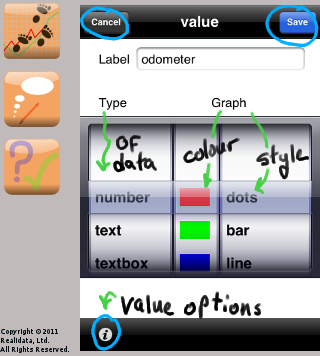 Cancel value Save
Label odometer
Type Graph
OF data colour style
number dots
text bar
textbox line
value options
i
Copyright © 2011
Realidata, Ltd.
All Rights Reserved.